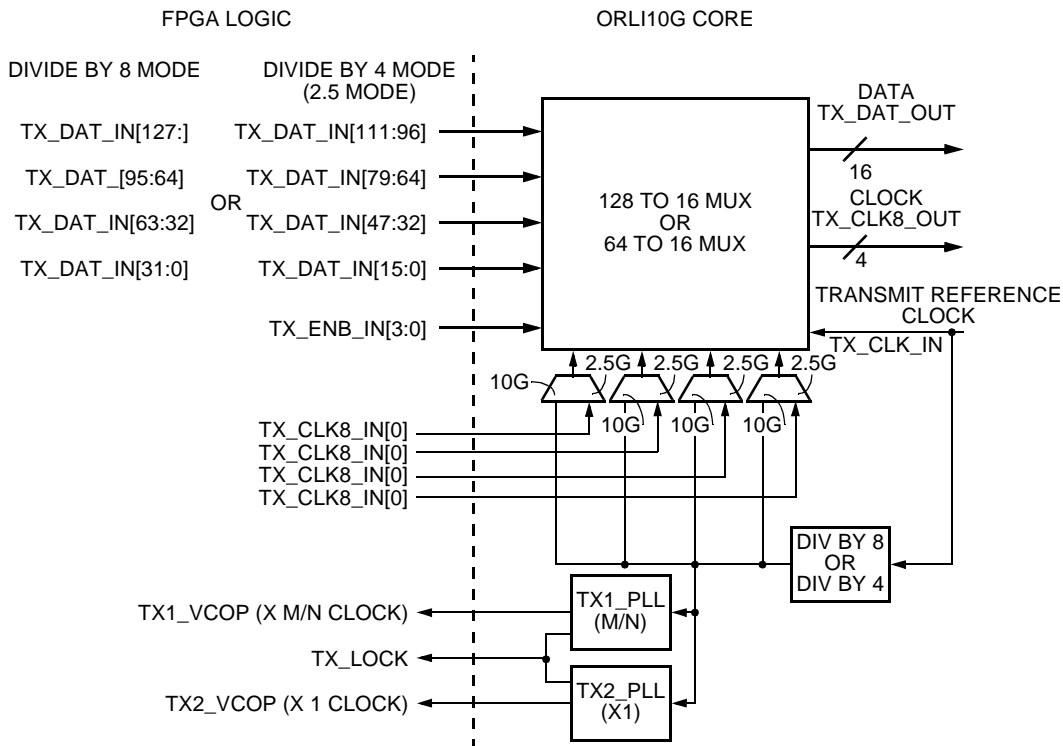 FPGA LOGIC
ORLI10G CORE
DIVIDE BY 8 MODE
DIVIDE BY 4 MODE
(2.5 MODE)
DATA
TX_DAT_OUT
TX_DAT_IN[127:]
TX_DAT_IN[111:96]
16
TX_DAT_[95:64]
TX_DAT_IN[79:64]
OR
128 TO 16 MUX
OR
64 TO 16 MUX
CLOCK
TX_CLK8_OUT
TX_DAT_IN[63:32]
TX_DAT_IN[47:32]
4
TX_DAT_IN[31:0]
TX_DAT_IN[15:0]
TRANSMIT REFERENCE
CLOCK
TX_ENB_IN[3:0]
TX_CLK_IN
10G
2.5G
2.5G
2.5G
2.5G
10G
10G
10G
TX_CLK8_IN[0]
TX_CLK8_IN[0]
TX_CLK8_IN[0]
TX_CLK8_IN[0]
DIV BY 8
OR
DIV BY 4
TX1_VCOP (X M/N CLOCK)
TX1_PLL
(M/N)
TX_LOCK
TX2_VCOP (X 1 CLOCK)
TX2_PLL
(X1)